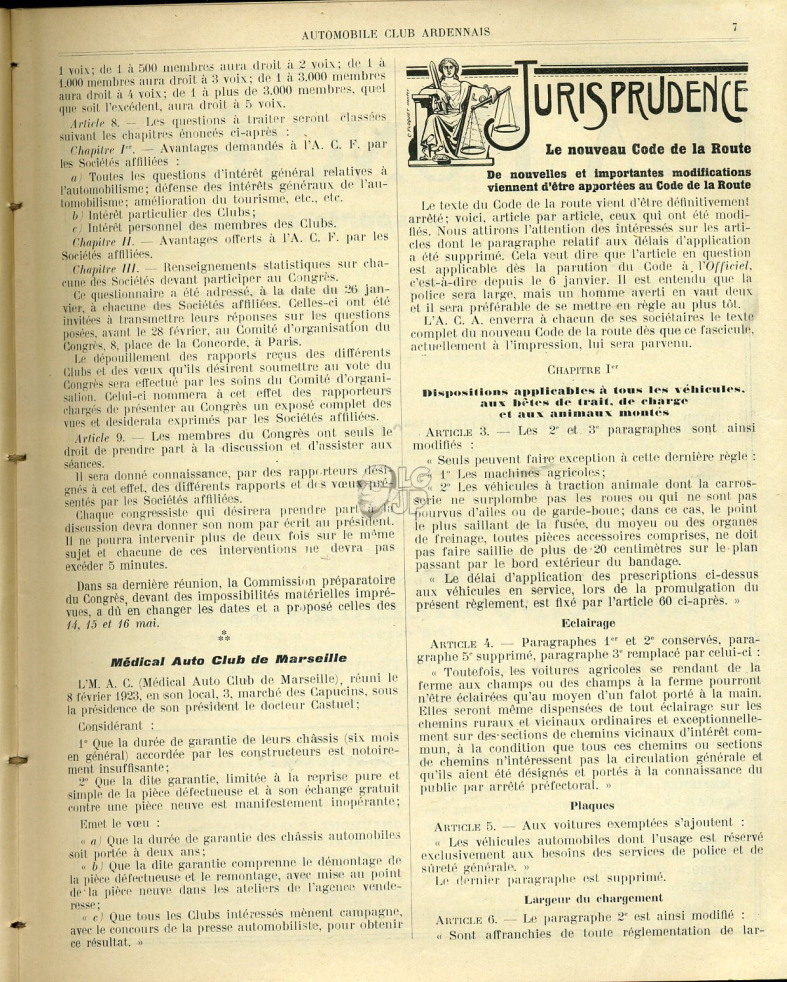 AUTOMOBILE CLUB ARDENNAIS
7
1 voix; de 1 à 500 membres aura droit à 2 voix; de 1 à
1.000 membres aura droit à 3 voix; de 1 à 3.000 membres
aura droit à 4 voix; de 1 à plus de 3.000 membres, quel
que soit l'excédent, aura droit à 5 voix.
Article 8. — Les questions à traiter seront classées
suivant les chapitres énoncés ci-après :
Chapitre Ier. — Avantages demandés à l'A. C. F. par
les Sociétés affiliées :
a) Toutes les questions d'intérêt général relatives à
l'automobilisme; défense des intérêts généraux de l'au-
tomobilisme; amélioration du tourisme, etc., etc.
b) Intérêt particulier des Clubs;
c) Intérêt personnel des membres des Clubs.
Chapitre II. — Avantages offerts à l'A. C. F. par les
Sociétés affiliées.
Chapitre III. — Renseignements statistiques sur cha-
cune des Sociétés devant participer au Congrès.
Ce questionnaire a été adressé, à la date du 26 jan-
vier, à chacune des Sociétés affiliées. Celles-ci ont été
invitées à transmettre leurs réponses sur les questions
posées, avant le 28 février, au Comité d'organisation du
Congrès, 8, place de la Concorde, à Paris.
Le dépouillement des rapports reçus des différents
Clubs et des vœux qu'ils désirent soumettre au vote du
Congrès sera effectué par les soins du Comité d'organi-
sation. Celui-ci nommera à cet effet des rapporteurs
chargés de présenter au Congrès un exposé complet des
vues et desiderata exprimés par les Sociétés affiliées.
Article 9. — Les membres du Congrès ont seuls le
droit de prendre part à la discussion et d'assister aux
séances.
Il sera donné connaissance, par des rapporteurs dési-
gnés à cet effet, des différents rapports et des vœux pré-
sentés par les Sociétés affiliées.
Chaque congressiste qui désirera prendre part à la
discussion devra donner son nom par écrit au président.
Il ne pourra intervenir plus de deux fois sur le même
sujet et chacune de ces interventions ne devra pas
excéder 5 minutes.
Dans sa dernière réunion, la Commission préparatoire
du Congrès, devant des impossibilités matérielles impré-
vues, a dû en changer les dates et a proposé celles des
14, 15 et 16 mai.
*
**
Médical Auto Club de Marseille
L'M. A. C. (Médical Auto Club de Marseille), réuni le
8 février 1923, en son local, 3, marché des Capucins, sous
la présidence de son président le docteur Castuel;
Considérant :
1° Que la durée de garantie de leurs châssis (six mois
en général) accordée par les constructeurs est notoire-
ment insuffisante;
2° Que la dite garantie, limitée à la reprise pure et
simple de la pièce défectueuse et à son échange gratuit
contre une pièce neuve est manifestement inopérante;
Emet le vœu :
« a) Que la durée de garantie des châssis automobiles
soit portée à deux ans;
« b) Que la dite garantie comprenne le démontage de
la pièce défectueuse et le remontage, avec mise au point
de la pièce neuve dans les ateliers de l'agence vende-
resse;
« c) Que tous les Clubs intéressés mènent campagne,
avec le concours de la presse automobiliste, pour obtenir
ce résultat. »
JURISPRUDENCE
Le nouveau Code de la Route
De nouvelles et importantes modifications
viennent d'être apportées au Code de la Route
Le texte du Code de la route vient d'être définitivement
arrêté; voici, article par article, ceux qui ont été modi-
fiés. Nous attirons l'attention des intéressés sur les arti-
cles dont le paragraphe relatif aux délais d'application
a été supprimé. Cela veut dire que l'article en question
est applicable dès la parution du Code à l'Officiel,
c'est-à-dire depuis le 6 janvier. Il est entendu que la
police sera large, mais un homme averti en vaut deux
et il sera préférable de se mettre en règle au plus tôt.
L'A. C. A. enverra à chacun de ses sociétaires le texte
complet du nouveau Code de la route dès que ce fascicule,
actuellement à l'impression, lui sera parvenu.
CHAPITRE Ier
Dispositions applicables à tous les véhicules,
aux bêtes de trait, de charge
et aux animaux montés
ARTICLE 3. — Les 2e et 3e paragraphes sont ainsi
modifiés :
« Seuls peuvent faire exception à cette dernière règle :
1° Les machines agricoles;
2° Les véhicules à traction animale dont la carros-
serie ne surplombe pas les roues ou qui ne sont pas
pourvus d'ailes ou de garde-boue; dans ce cas, le point
le plus saillant de la fusée, du moyeu ou des organes
de freinage, toutes pièces accessoires comprises, ne doit
pas faire saillie de plus de 20 centimètres sur le plan
passant par le bord extérieur du bandage.
« Le délai d'application des prescriptions ci-dessus
aux véhicules en service, lors de la promulgation du
présent règlement, est fixé par l'article 60 ci-après. »
Eclairage
ARTICLE 4. — Paragraphes 1er et 2e conservés, para-
graphe 5e supprimé, paragraphe 3e remplacé par celui-ci :
« Toutefois, les voitures agricoles se rendant de la
ferme aux champs ou des champs à la ferme pourront
n'être éclairées qu'au moyen d'un falot porté à la main.
Elles seront même dispensées de tout éclairage sur les
chemins ruraux et vicinaux ordinaires et exceptionnelle-
ment sur des sections de chemins vicinaux d'intérêt com-
mun, à la condition que tous ces chemins ou sections
de chemins n'intéressent pas la circulation générale et
qu'ils aient été désignés et portés à la connaissance du
public par arrêté préfectoral. »
Plaques
ARTICLE 5. — Aux voitures exemptées s'ajoutent :
« Les véhicules automobiles dont l'usage est réservé
exclusivement aux besoins des services de police et de
sûreté générale. »
Le dernier paragraphe est supprimé.
Largeur du chargement
ARTICLE 6. — Le paragraphe 2e est ainsi modifié :
« Sont affranchies de toute réglementation de lar-